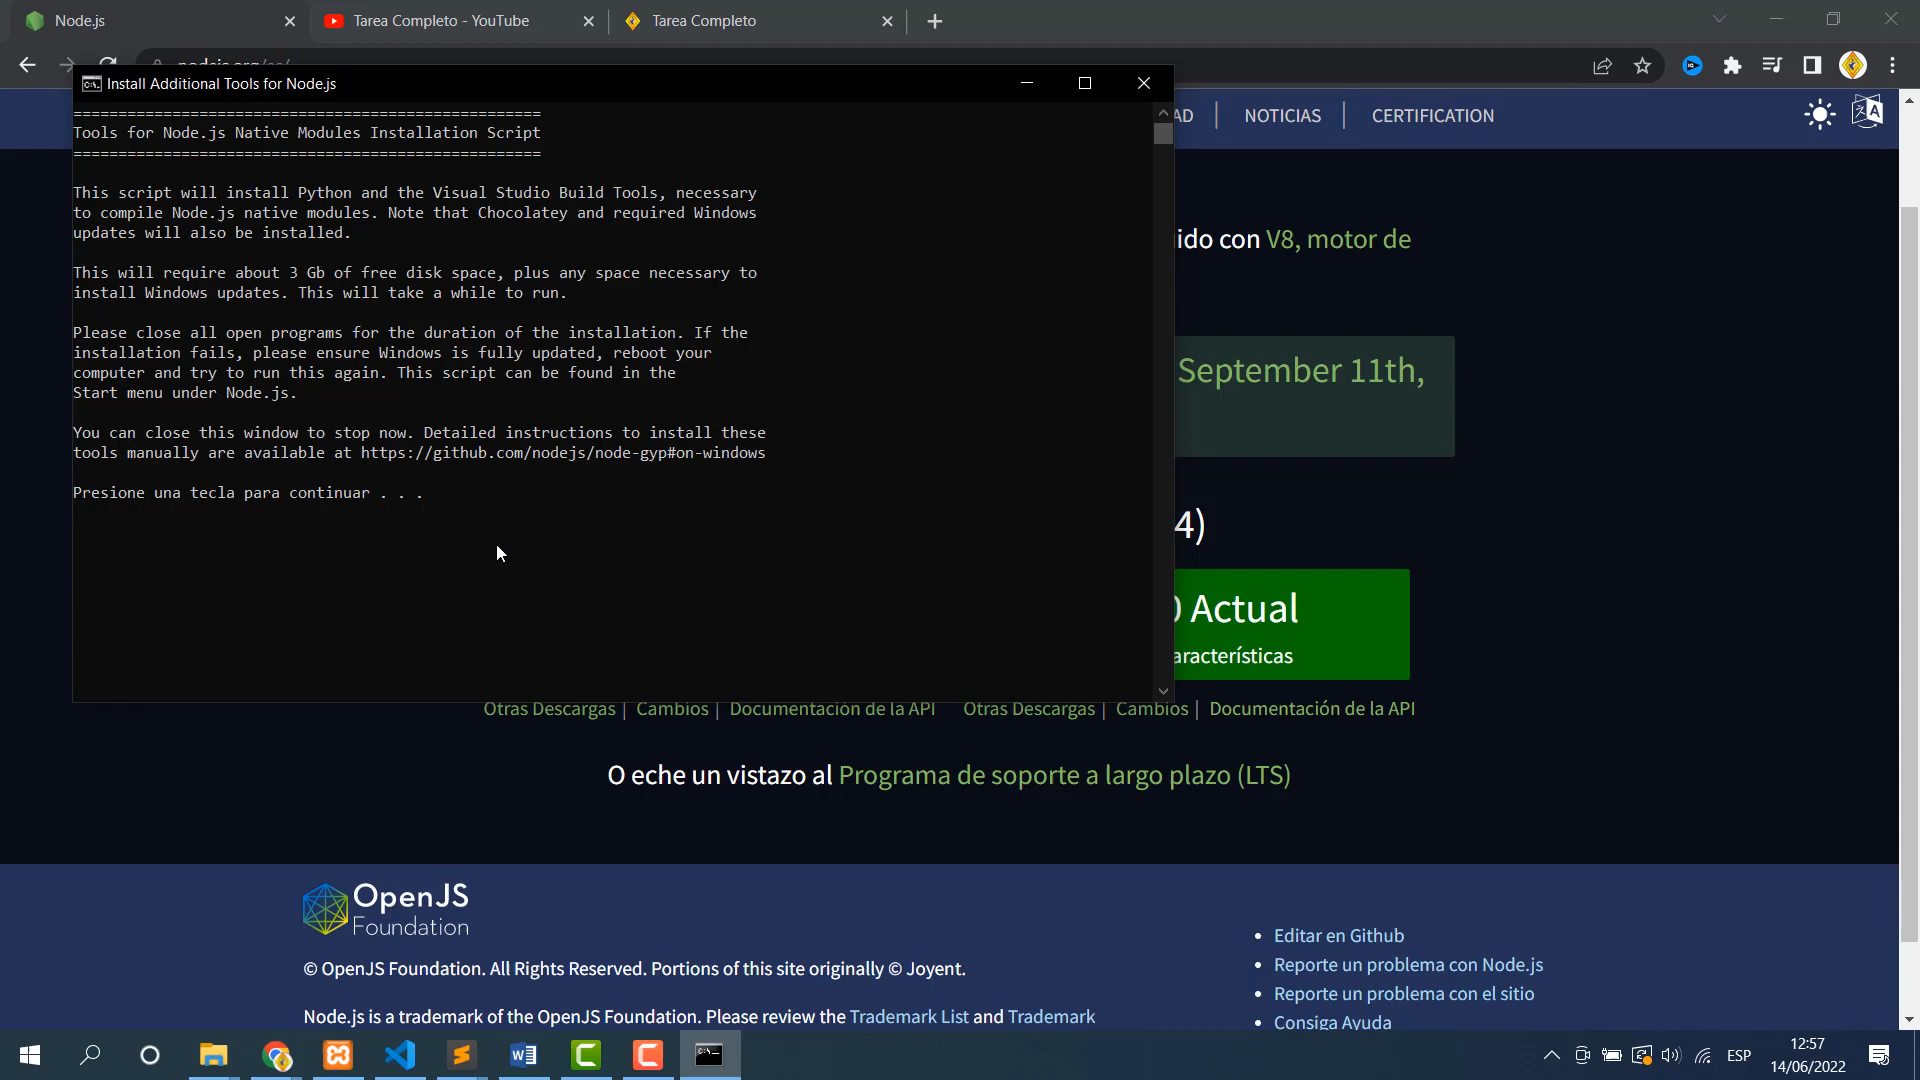 Node.js
Tarea Completo - YouTube
Tarea Completo
Install Additional Tools for Node.js
==================================================
Tools for Node.js Native Modules Installation Script
==================================================
This script will install Python and the Visual Studio Build Tools, necessary
to compile Node.js native modules. Note that Chocolatey and required Windows
updates will also be installed.
This will require about 3 Gb of free disk space, plus any space necessary to
install Windows updates. This will take a while to run.
Please close all open programs for the duration of the installation. If the
installation fails, please ensure Windows is fully updated, reboot your
computer and try to run this again. This script can be found in the
Start menu under Node.js.
You can close this window to stop now. Detailed instructions to install these
tools manually are available at https://github.com/nodejs/node-gyp#on-windows
Presione una tecla para continuar . . .
AD | NOTICIAS | CERTIFICATION
ido con V8, motor de
September 11th,
4)
Actual
aracterísticas
Otras Descargas | Cambios | Documentación de la API Otras Descargas | Cambios | Documentación de la API
O eche un vistazo al Programa de soporte a largo plazo (LTS)
OpenJS
Foundation
© OpenJS Foundation. All Rights Reserved. Portions of this site originally © Joyent.
Node.js is a trademark of the OpenJS Foundation. Please review the Trademark List and Trademark
Editar en Github
Reporte un problema con Node.js
Reporte un problema con el sitio
Consiga Ayuda
ESP
12:57
14/06/2022